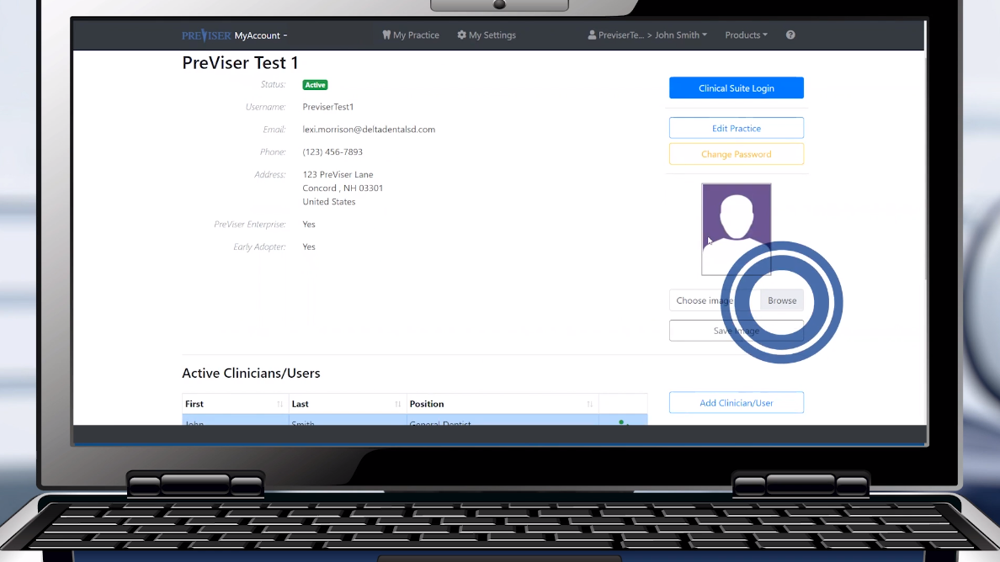 PREVISER MyAccount - My Practice My Settings PreviserTe... > John Smith Products ?
PreViser Test 1
Status: Active
Username: PreviserTest1
Email: lexi.morrison@deltadentalsd.com
Phone: (123) 456-7893
Address: 123 PreViser Lane
Concord , NH 03301
United States
PreViser Enterprise: Yes
Early Adopter: Yes
Clinical Suite Login
Edit Practice
Change Password
Choose image Browse
Save Image
Active Clinicians/Users
First Last Position
John Smith General Dentist
Add Clinician/User